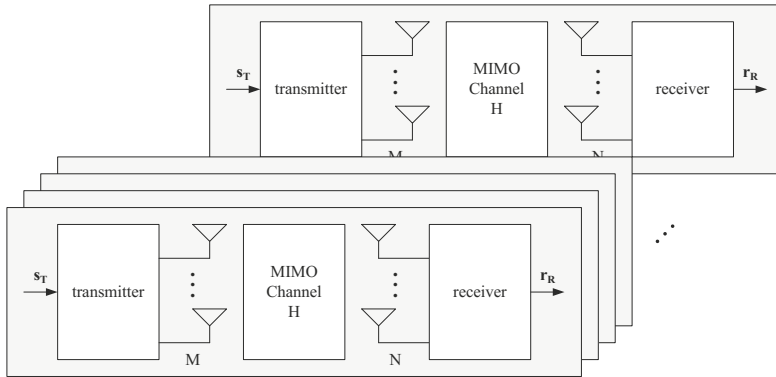 s_T
transmitter
MIMO
Channel
H
receiver
r_R
M
N
s_T
transmitter
MIMO
Channel
H
receiver
r_R
M
N